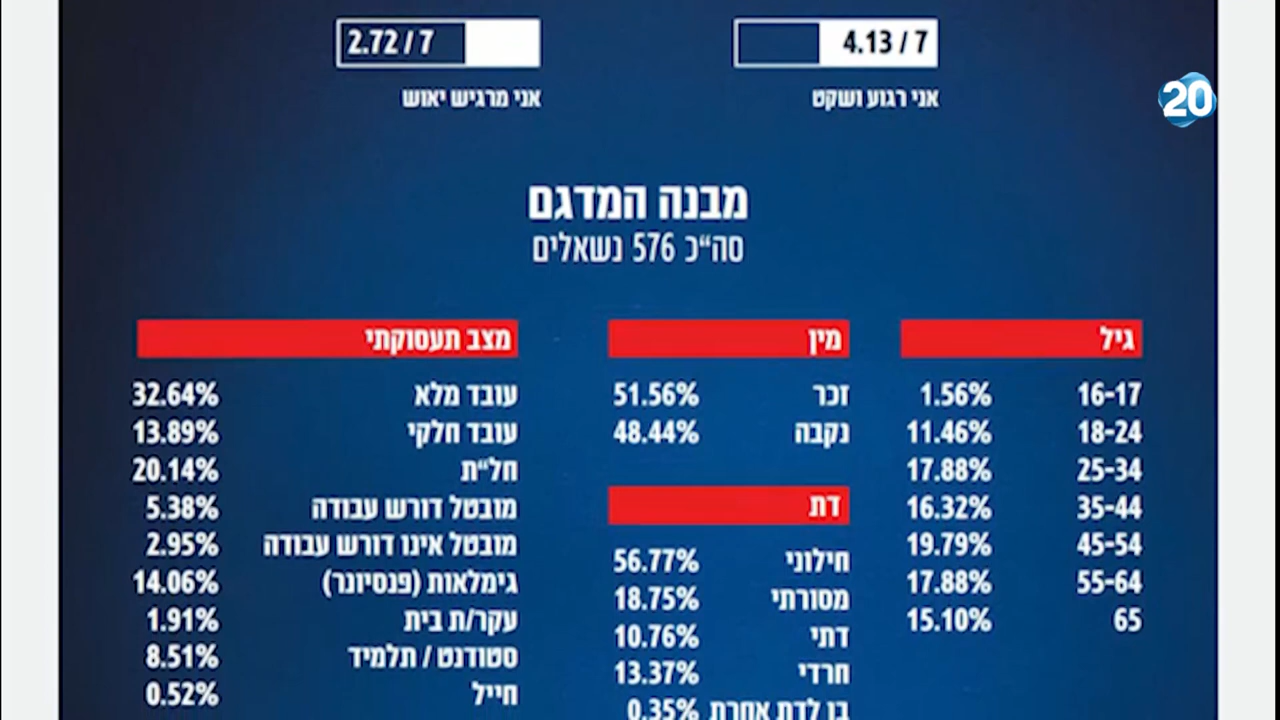 4.13 / 7
אני רגוע ושקט
2.72 / 7
אני מרגיש יאוש
20
מבנה המדגם
סה"כ 576 נשאלים
גיל
16-17 1.56%
18-24 11.46%
25-34 17.88%
35-44 16.32%
45-54 19.79%
55-64 17.88%
65 15.10%
מין
זכר 51.56%
נקבה 48.44%
דת
חילוני 56.77%
מסורתי 18.75%
דתי 10.76%
חרדי 13.37%
בן לדת אחרת 0.35%
מצב תעסוקתי
עובד מלא 32.64%
עובד חלקי 13.89%
חל"ת 20.14%
מובטל דורש עבודה 5.38%
מובטל אינו דורש עבודה 2.95%
גימלאות (פנסיונר) 14.06%
עקר/ת בית 1.91%
סטודנט / תלמיד 8.51%
חייל 0.52%